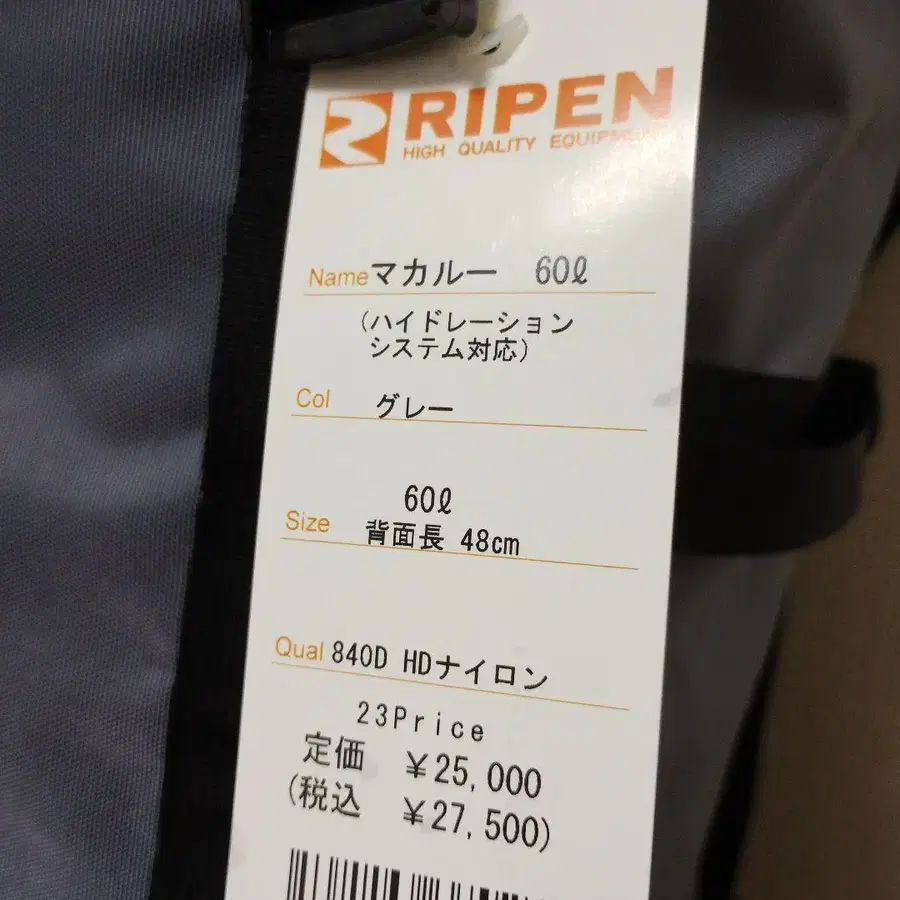 RIPEN
HIGH QUALITY EQUIPMENT
Name マカルー 60ℓ
(ハイドレーション
システム対応)
Col グレー
60ℓ
Size 背面長 48cm
Qual 840D HDナイロン
23Price
定価 ¥25,000
(税込 ¥27,500)